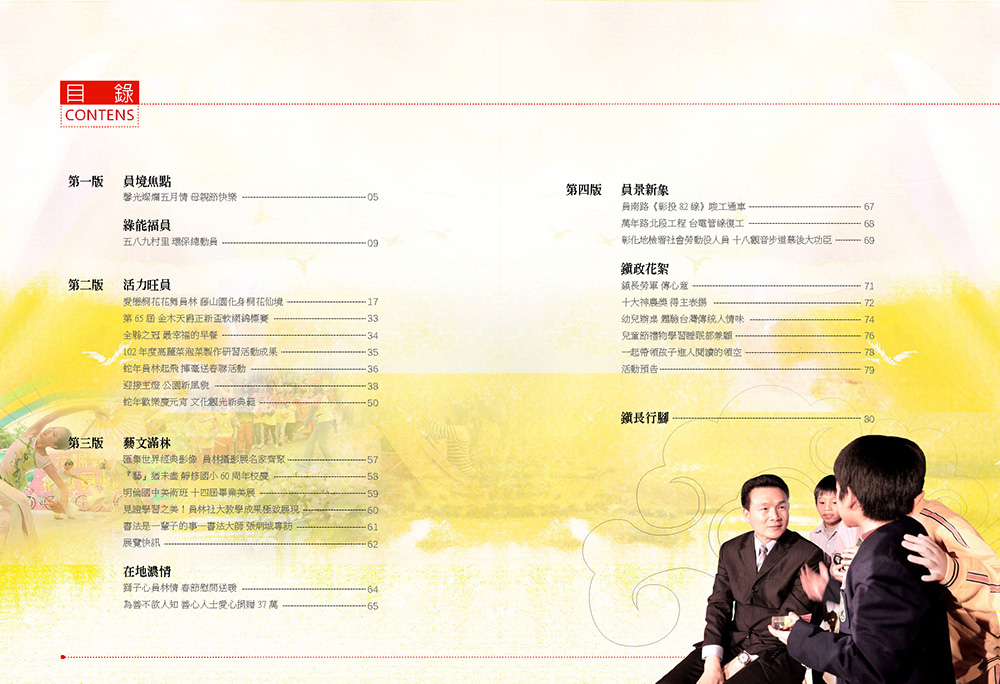 目 錄
CONTENS
第一版 員境焦點
馨光燦爛五月情 母親節快樂 05
綠能福員
五八九村里 環保總動員 09
第二版 活力旺員
愛戀桐花花舞員林 藤山園化身桐花仙境 17
第 65 屆 金木天爵正新盃軟網錦標賽 33
全縣之冠 最幸福的早餐 34
102 年度高麗菜泡菜製作研習活動成果 35
蛇年員林起飛 揮毫送春聯活動 36
迎接主燈 公園新風貌 38
蛇年歡樂慶元宵 文化觀光新典範 50
第三版 藝文滿林
匯集世界經典影像 員林攝影展名家齊聚 57
『藝』猶未盡 靜修國小 60 周年校慶 58
明倫國中美術班 十四屆畢業美展 59
見證學習之美！員林社大教學成果極致展現 60
書法是一輩子的事—書法大師 張炳城專訪 61
展覽快訊 62
在地濃情
獅子心員林情 春節慰問送暖 64
為善不欲人知 善心人士愛心捐贈 37 萬 65
第四版 員景新象
員南路《彰投 82 線》竣工通車 67
萬年路北段工程 台電管線復工 68
彰化地檢署社會勞動役人員 十八觀音步道幕後大功臣 69
鎮政花絮
鎮長勞軍 傳心意 71
十大神農獎 得主表揚 72
幼兒辦桌 體驗台灣傳統人情味 74
兒童節禮物學習睡眠都兼顧 76
一起帶領孩子進入閱讀的領空 78
活動預告 79
鎮長行腳 80